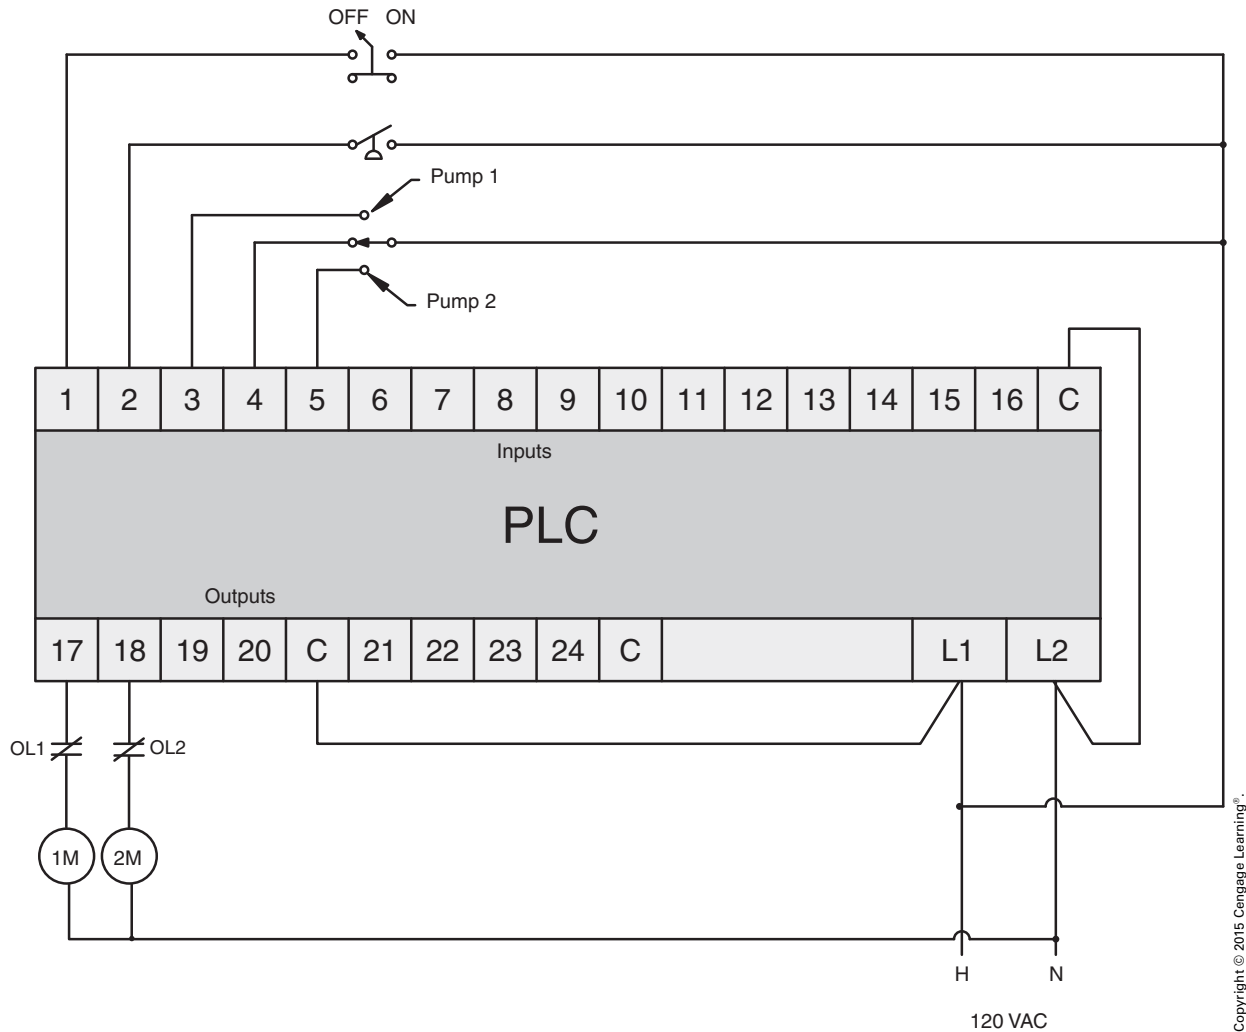 OFF ON
Pump 1
Pump 2
1 2 3 4 5 6 7 8 9 10 11 12 13 14 15 16 C
Inputs
PLC
Outputs
17 18 19 20 C 21 22 23 24 C L1 L2
OL1 OL2
1M 2M
H N
120 VAC
Copyright © 2015 Cengage Learning®.